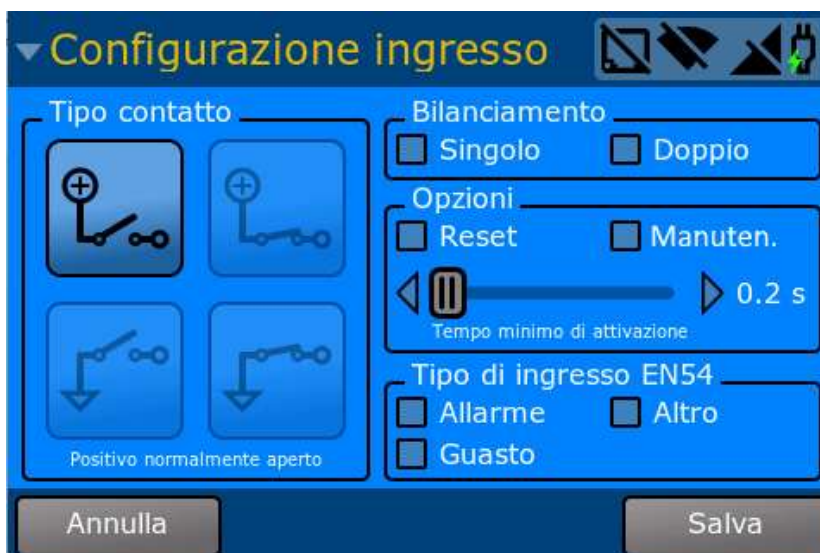 Configurazione ingresso
Tipo contatto
Positivo normalmente aperto
Bilanciamento
Singolo Doppio
Opzioni
Reset Manuten.
0.2 s
Tempo minimo di attivazione
Tipo di ingresso EN54
Allarme Altro
Guasto
Annulla Salva